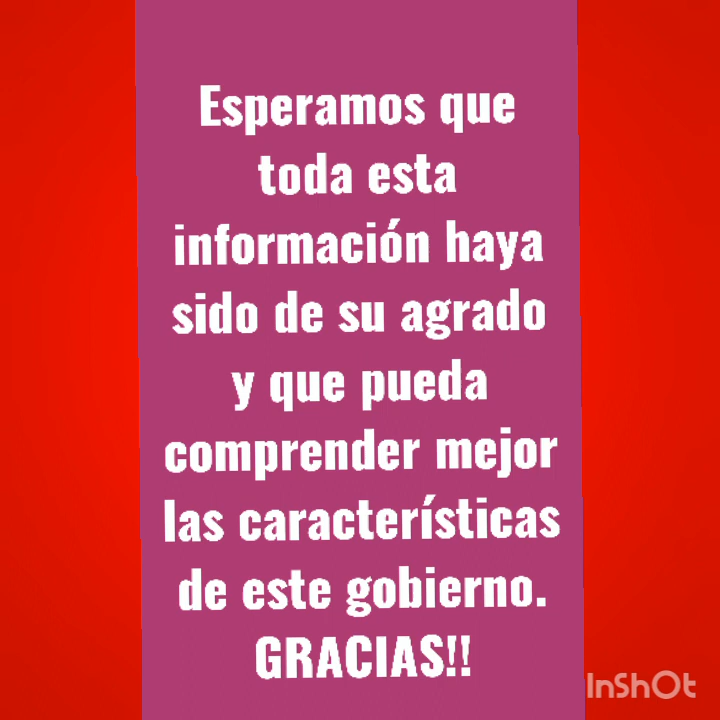 Esperamos que
toda esta
información haya
sido de su agrado
y que pueda
comprender mejor
las características
de este gobierno.
GRACIAS!!
InShOt